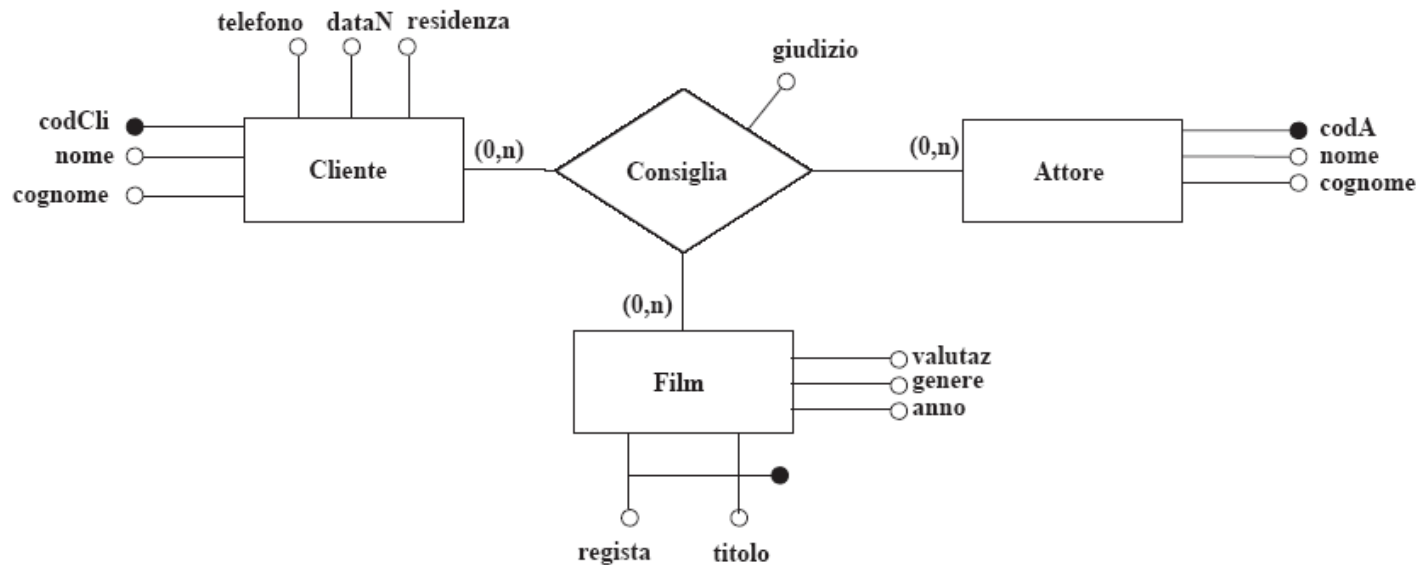 telefono dataN residenza
giudizio
codCli
nome
cognome
Cliente
(0,n)
Consiglia
(0,n)
Attore
codA
nome
cognome
(0,n)
Film
valutaz
genere
anno
regista titolo